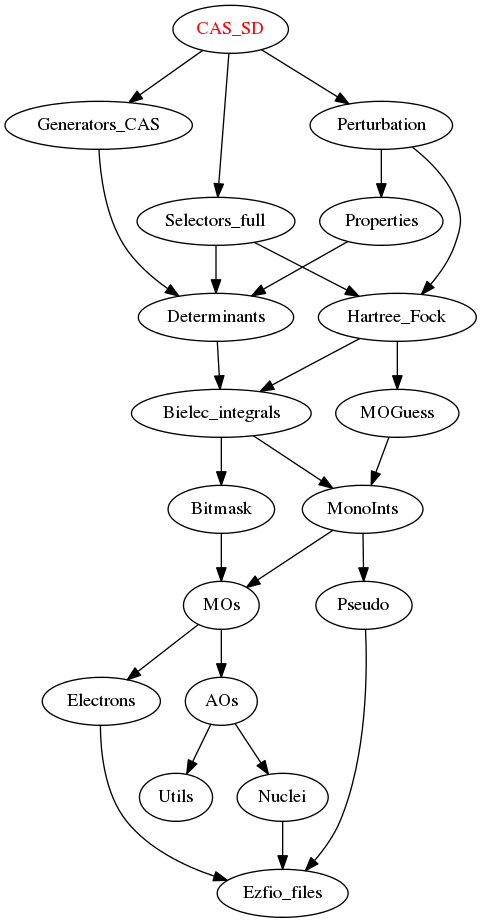 CAS_SD
Generators_CAS
Perturbation
Selectors_full
Properties
Determinants
Hartree_Fock
Bielec_integrals
MOGuess
Bitmask
MonoInts
MOs
Pseudo
Electrons
AOs
Utils
Nuclei
Ezfio_files